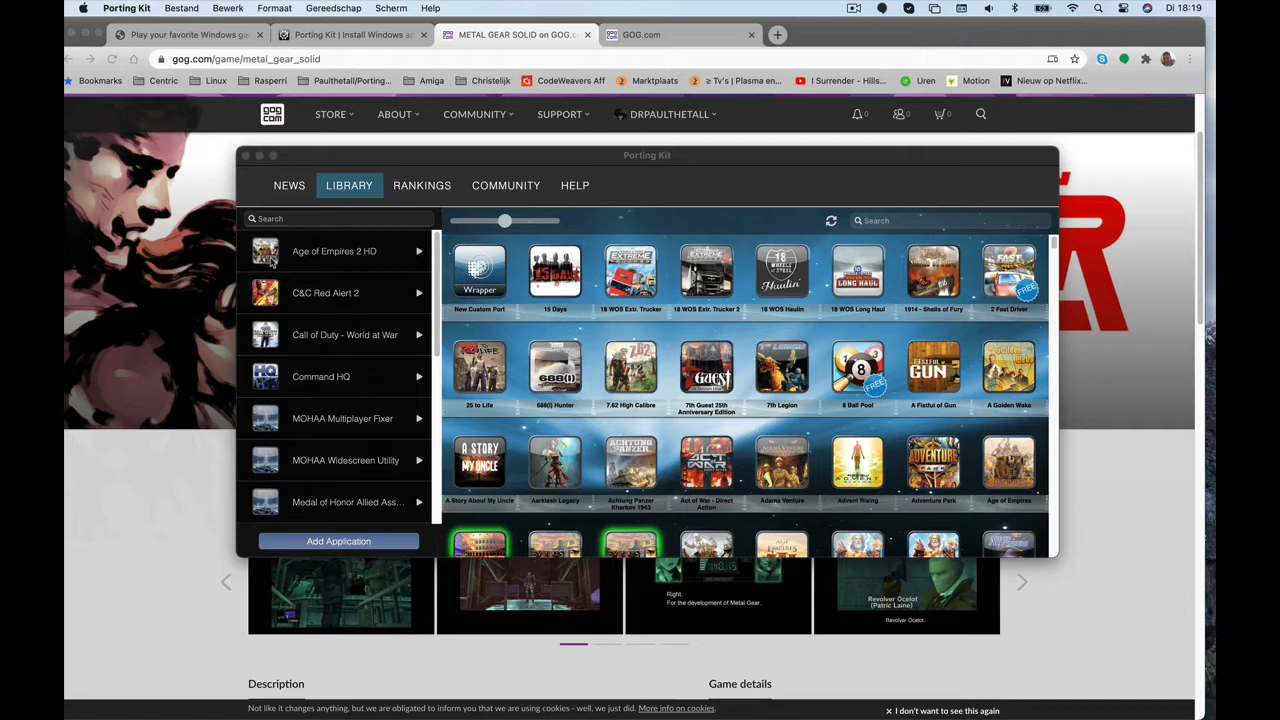 Porting Kit Bestand Bewerk Formaat Gereedschap Scherm Help Di 18:19
Play your favorite Windows ga Porting Kit | Install Windows ap METAL GEAR SOLID on GOG.c GOG.com
gog.com/game/metal_gear_solid
Bookmarks Centric Linux Rasperri Paulthetall/Porting... Amiga Christelijk CodeWeavers Aff Marktplaats ≥ Tv's | Plasma en... I Surrender - Hills... Uren Motion Nieuw op Netflix...
gog
com
STORE ABOUT COMMUNITY SUPPORT DRPAULTHETALL 0 0 0
Porting Kit
NEWS LIBRARY RANKINGS COMMUNITY HELP
Search
Search
Age of Empires 2 HD
C&C Red Alert 2
Call of Duty - World at War
Command HQ
MOHAA Multiplayer Fixer
MOHAA Widescreen Utility
Medal of Honor Allied Ass...
Add Application
Wrapper
New Custom Port 15 Days 18 WOS Extr. Trucker 18 WOS Extr. Trucker 2 18 WOS Haulin 18 WOS Long Haul 1914 - Shells of Fury 2 Fast Driver
FREE
FREE
25 to Life 688(I) Hunter 7.62 High Calibre 7th Guest 25th
Anniversary Edition 7th Legion 8 Ball Pool A Fistful of Gun A Golden Wake
A Story About My Uncle Aarklash Legacy Achtung Panzer
Kharkov 1943 Act of War - Direct
Action Adams Venture Advent Rising Adventure Park Age of Empires
Right.
For the development of Metal Gear.
Revolver Ocelot
(Patric Laine)
Revolver Ocelot.
Description
Game details
Not like it changes anything, but we are obligated to inform you that we are using cookies - well, we just did. More info on cookies.
× I don't want to see this again